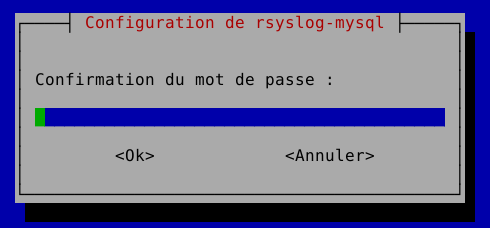 Configuration de rsyslog-mysql
Confirmation du mot de passe :
<Ok> <Annuler>